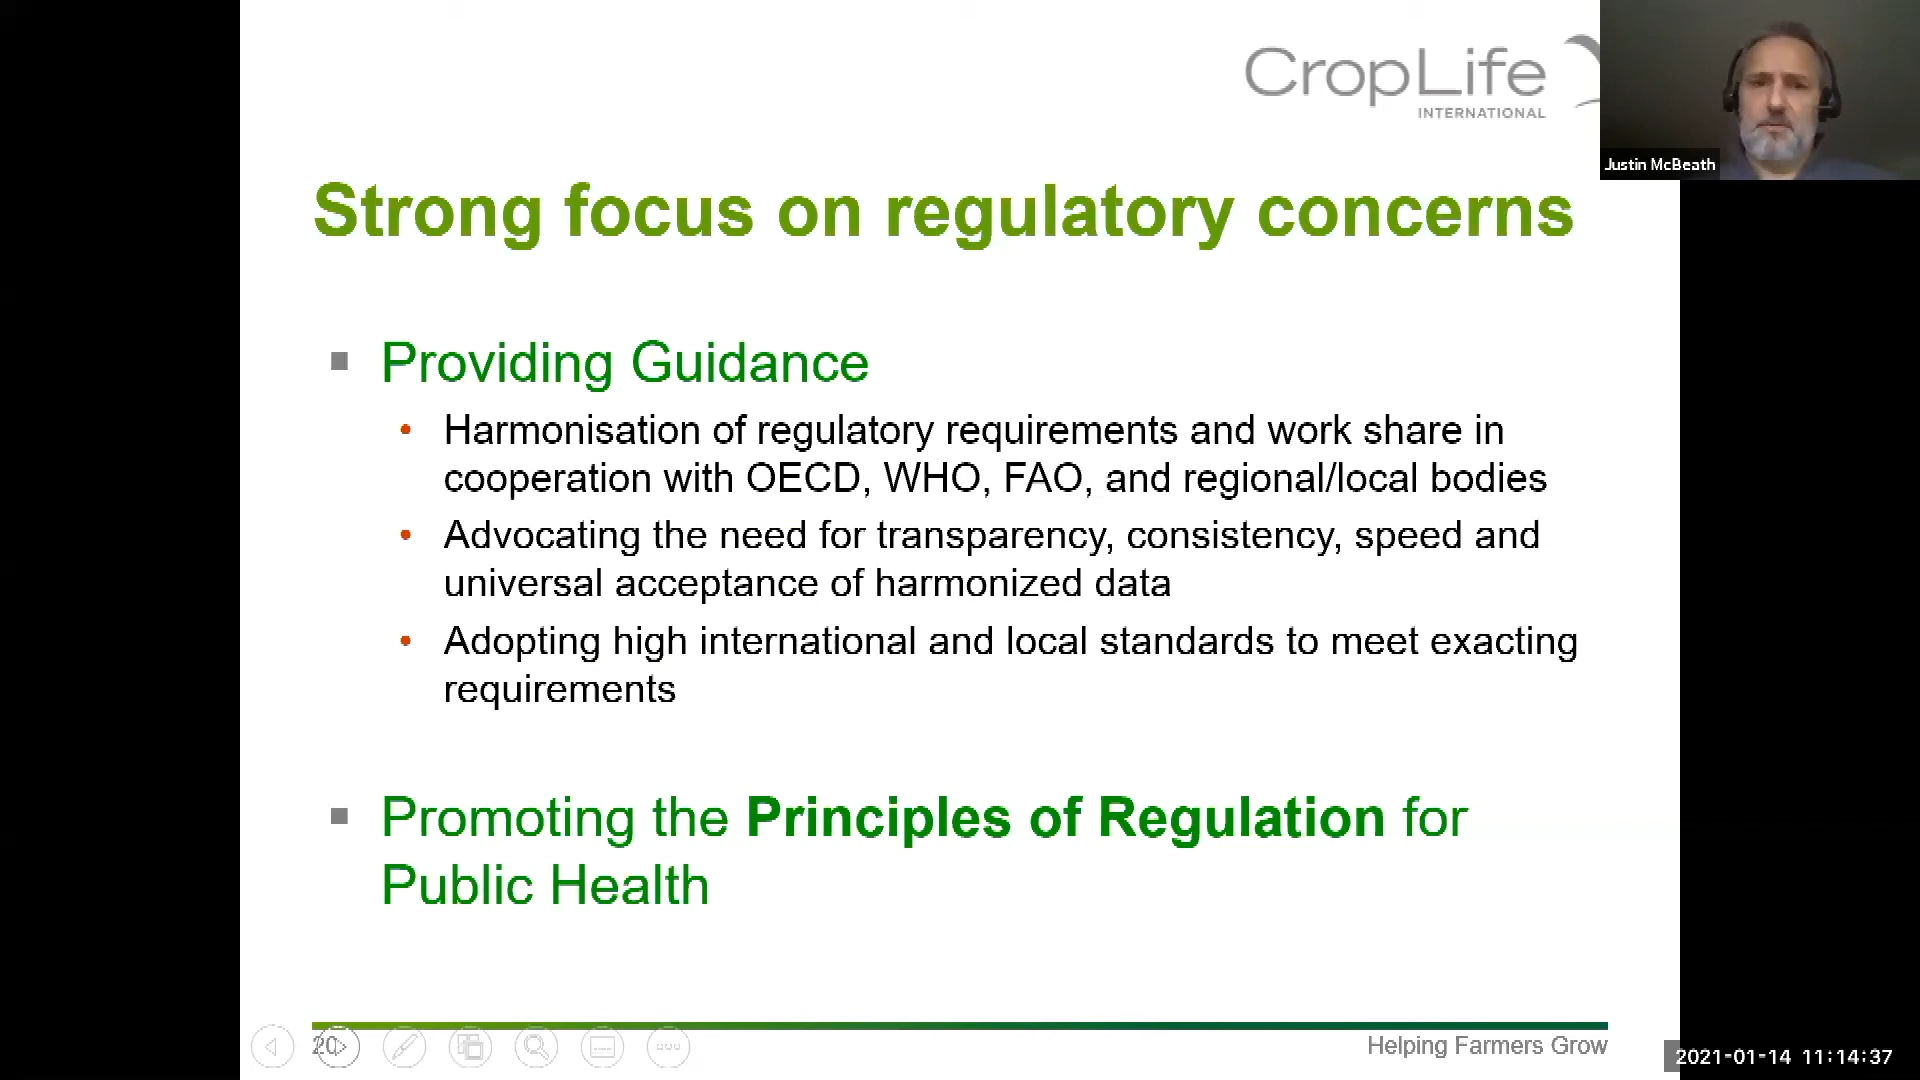 CropLife
INTERNATIONAL
Justin McBeath
Strong focus on regulatory concerns
Providing Guidance
Harmonisation of regulatory requirements and work share in
cooperation with OECD, WHO, FAO, and regional/local bodies
Advocating the need for transparency, consistency, speed and
universal acceptance of harmonized data
Adopting high international and local standards to meet exacting
requirements
Promoting the Principles of Regulation for
Public Health
20
Helping Farmers Grow
2021-01-14 11:14:37